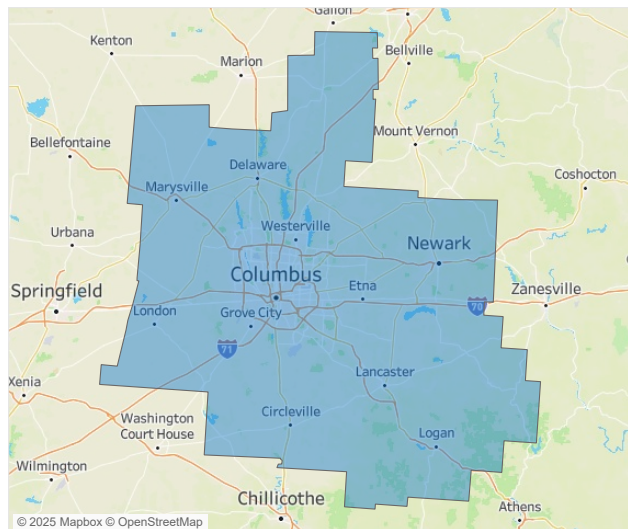 Galion
Kenton
Bellville
Marion
Mount Vernon
Bellefontaine
Delaware
Coshocton
Marysville
Urbana
Westerville
Newark
Columbus
Springfield
Etna
Zanesville
70
London
Grove City
71
Xenia
Lancaster
Washington
Court House
Circleville
Logan
Wilmington
Chillicothe
Athens
© 2025 Mapbox © OpenStreetMap